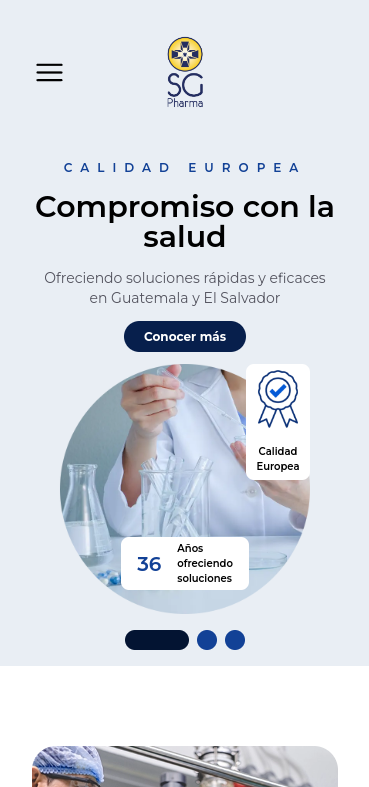 SG
Pharma
CALIDAD EUROPEA
Compromiso con la
salud
Ofreciendo soluciones rápidas y eficaces
en Guatemala y El Salvador
Conocer más
Calidad
Europea
36
Años
ofreciendo
soluciones